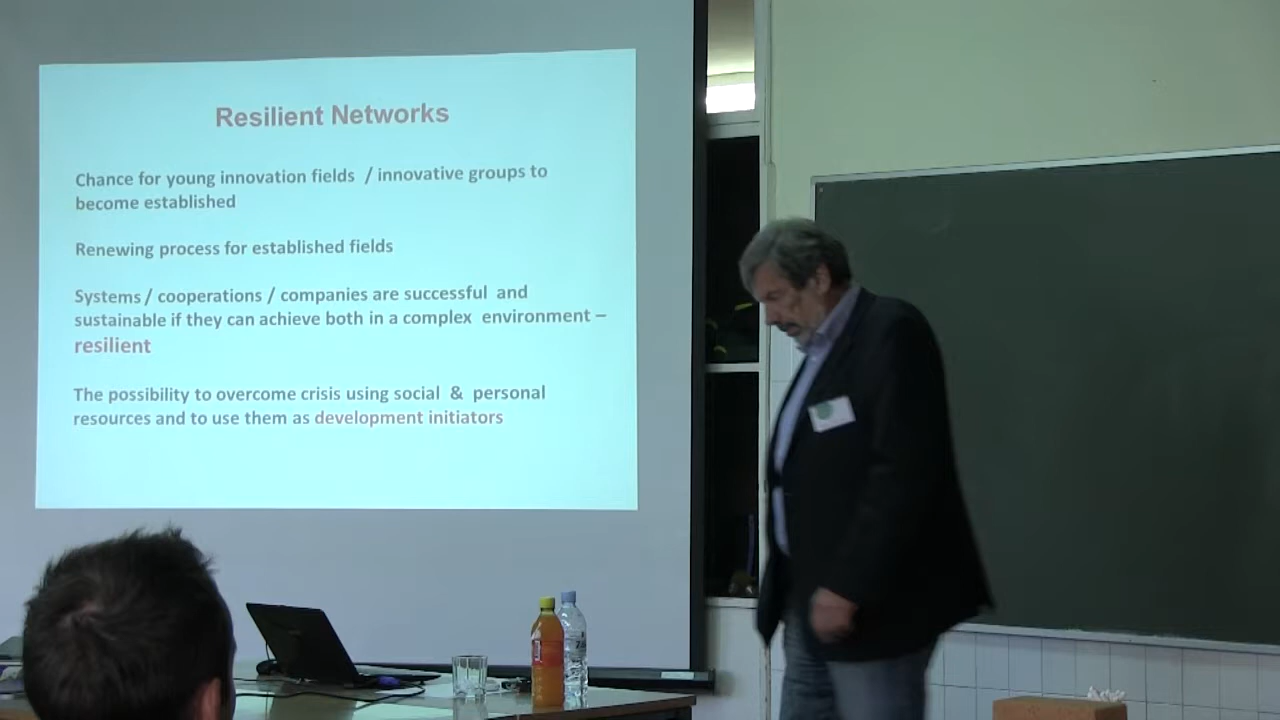 Resilient Networks
Chance for young innovation fields / innovative groups to
become established
Renewing process for established fields
Systems / cooperations / companies are successful and
sustainable if they can achieve both in a complex environment –
resilient
The possibility to overcome crisis using social & personal
resources and to use them as development initiators